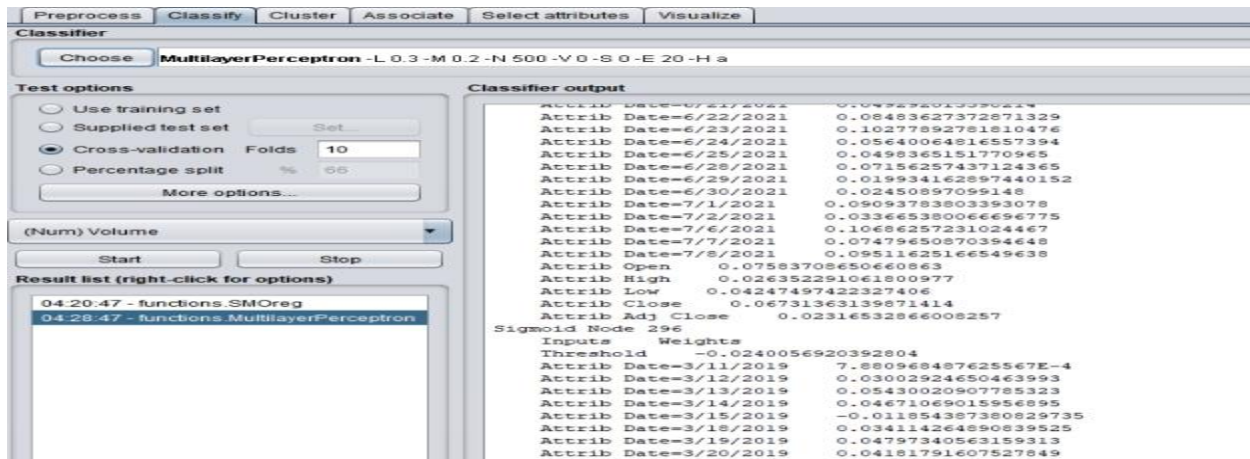 Preprocess Classify Cluster Associate Select attributes Visualize
Classifier
Choose MultilayerPerceptron -L 0.3 -M 0.2 -N 500 -V 0 -S 0 -E 20 -H a
Test options
Use training set
Supplied test set Set...
Cross-validation Folds 10
Percentage split % 66
More options...
(Num) Volume
Start Stop
Result list (right-click for options)
04:20:47 - functions.SMOreg
04:28:47 - functions.MultilayerPerceptron
Classifier output
Attrib Date=6/21/2021
Attrib Date=6/22/2021 0.08483627372871329
Attrib Date=6/23/2021 0.10277892781810476
Attrib Date=6/24/2021 0.05640064816557394
Attrib Date=6/25/2021 0.0498365151770965
Attrib Date=6/28/2021 0.07156257437124365
Attrib Date=6/29/2021 0.019934162897440152
Attrib Date=6/30/2021 0.02450897099148
Attrib Date=7/1/2021 0.09093783803393078
Attrib Date=7/2/2021 0.033665380066696775
Attrib Date=7/6/2021 0.10686257231024467
Attrib Date=7/7/2021 0.07479650870394648
Attrib Date=7/8/2021 0.09511625166549638
Attrib Open 0.07583708650660863
Attrib High 0.0263522910618009​77
Attrib Low 0.04247497422327406
Attrib Close 0.06731363139871414
Attrib Adj Close 0.02316532866008257
Sigmoid Node 296
Inputs Weights
Threshold -0.0240056920392804
Attrib Date=3/11/2019 7.880968487625567E-4
Attrib Date=3/12/2019 0.03002924650463993
Attrib Date=3/13/2019 0.05430020907785323
Attrib Date=3/14/2019 0.04671069015956895
Attrib Date=3/15/2019 -0.011854387380829735
Attrib Date=3/18/2019 0.034114264890839525
Attrib Date=3/19/2019 0.04797340563159313
Attrib Date=3/20/2019 0.04181791607527849